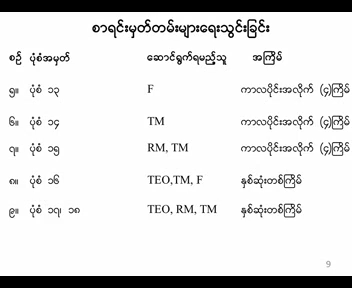 စာရင်းမှတ်တမ်းများရေးသွင်းခြင်း
စဉ် ပုံစံအမှတ် ဆောင်ရွက်ရမည့်သူ အကြိမ်
၅။ ပုံစံ ၁၃ F ကာလပိုင်းအလိုက် (၄)ကြိမ်
၆။ ပုံစံ ၁၄ TM ကာလပိုင်းအလိုက် (၄)ကြိမ်
၇။ ပုံစံ ၁၅ RM, TM ကာလပိုင်းအလိုက် (၄)ကြိမ်
၈။ ပုံစံ ၁၆ TEO,TM, F နှစ်ဆုံးတစ်ကြိမ်
၉။ ပုံစံ ၁၇၊ ၁၈ TEO, RM, TM နှစ်ဆုံးတစ်ကြိမ်
9